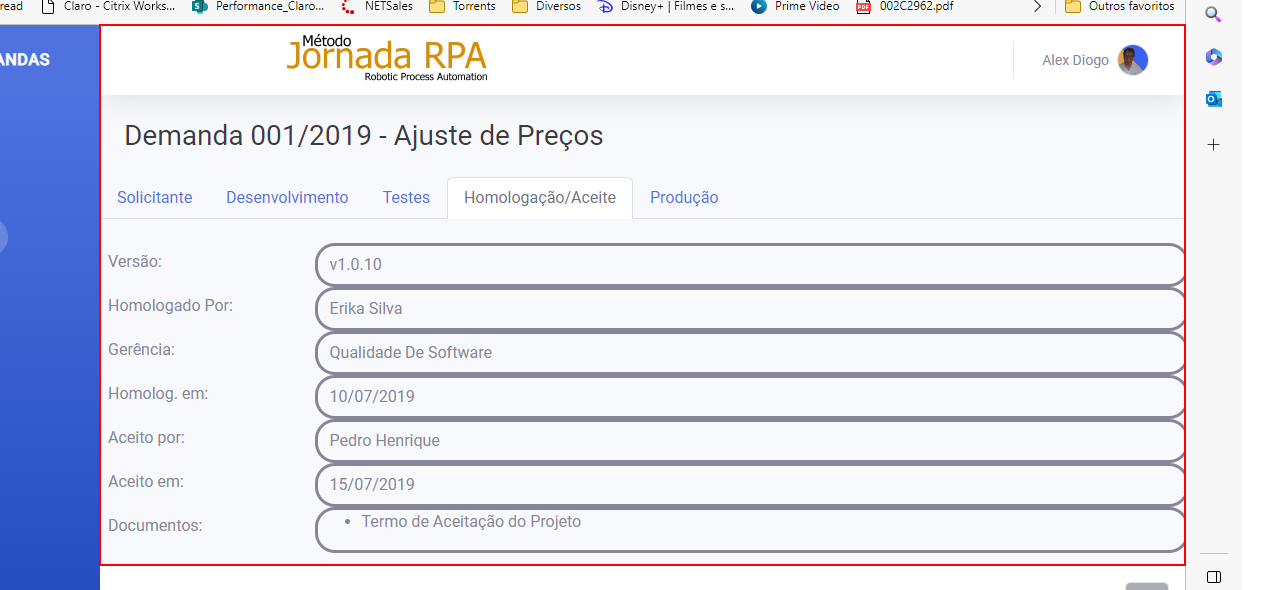 read Claro - Citrix Works... Performance_Claro... NETSales Torrents Diversos Disney+ | Filmes e s... Prime Video 002C2962.pdf Outros favoritos
ANDAS
Método
Jornada RPA
Robotic Process Automation
Alex Diogo
Demanda 001/2019 - Ajuste de Preços
Solicitante Desenvolvimento Testes Homologação/Aceite Produção
Versão: v1.0.10
Homologado Por: Erika Silva
Gerência: Qualidade De Software
Homolog. em: 10/07/2019
Aceito por: Pedro Henrique
Aceito em: 15/07/2019
Documentos: • Termo de Aceitação do Projeto